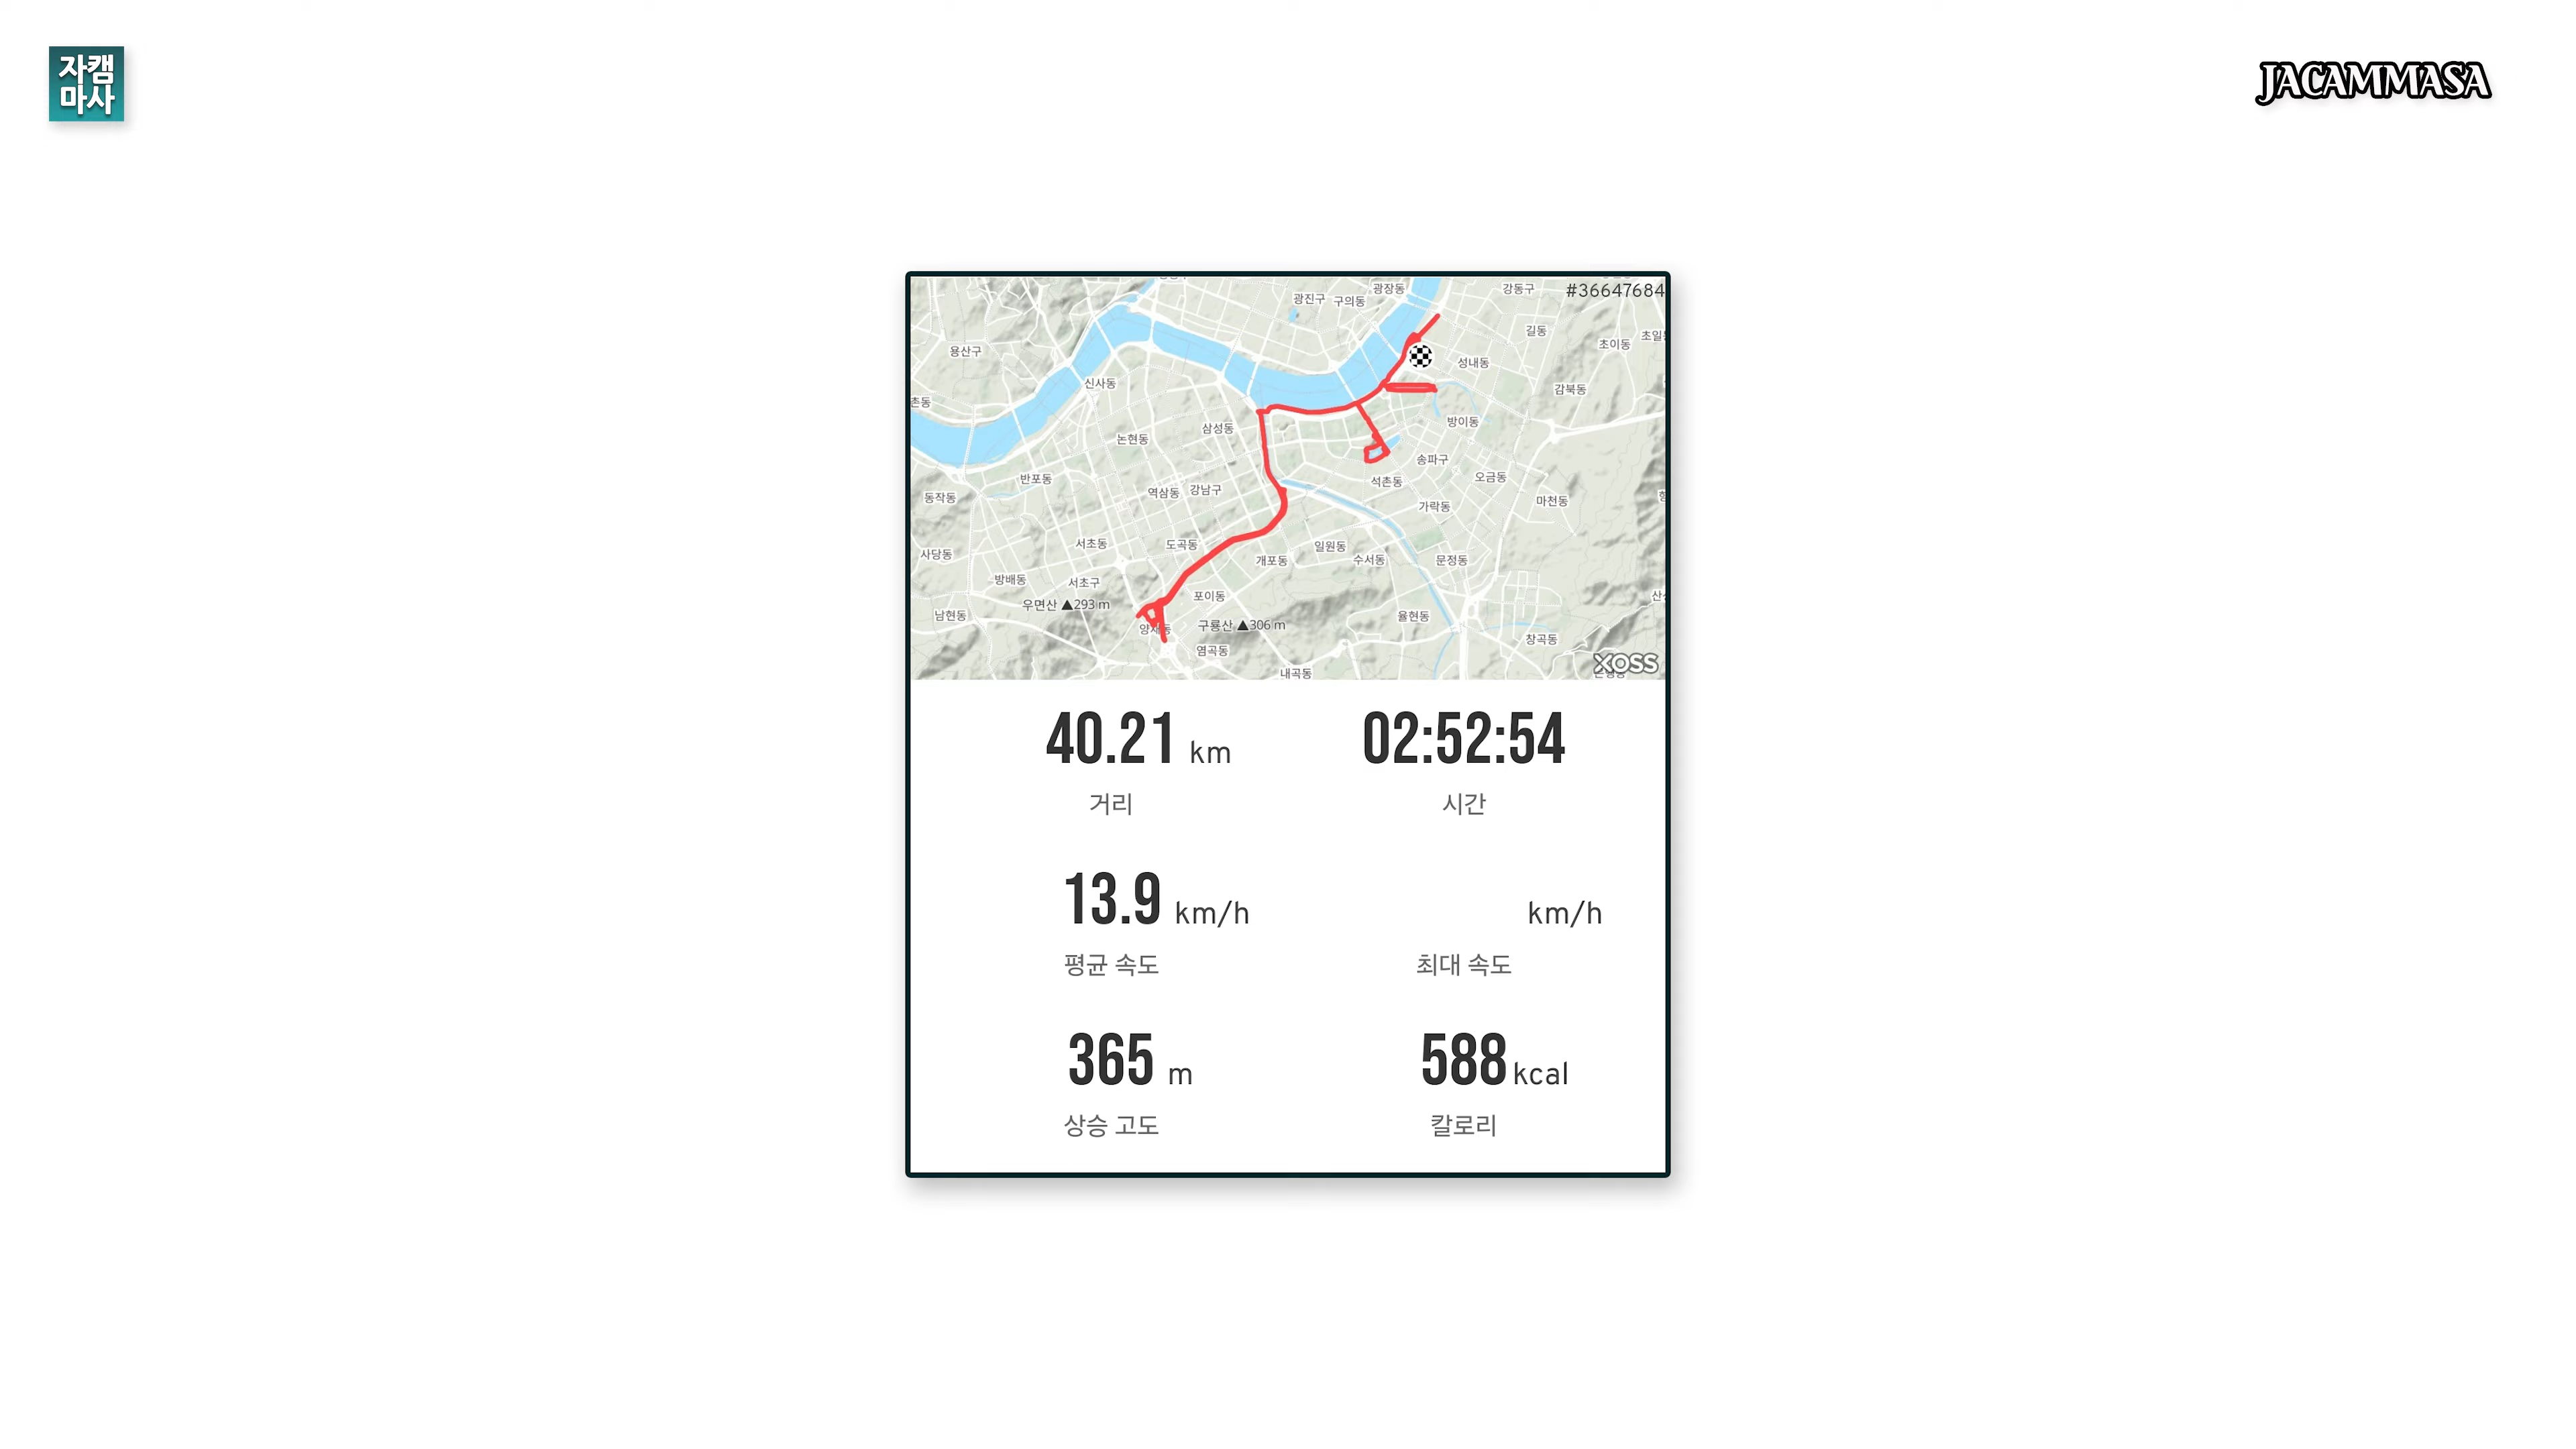 자캠
마사
JACAMMASA
#36647684
광장동
강동구
광진구
구의동
길동
초이동
용산구
성내동
신사동
감북동
방이동
삼성동
논현동
송파구
반포동
석촌동
오금동
역삼동
강남구
동작동
마천동
가락동
서초동
도곡동
일원동
사당동
개포동
수서동
문정동
방배동
서초구
포이동
우면산 ▲293 m
남현동
율현동
구룡산 ▲306 m
창곡동
염곡동
내곡동
XOSS
40.21 km
거리
02:52:54
시간
13.9 km/h
평균 속도
km/h
최대 속도
365 m
상승 고도
588 kcal
칼로리